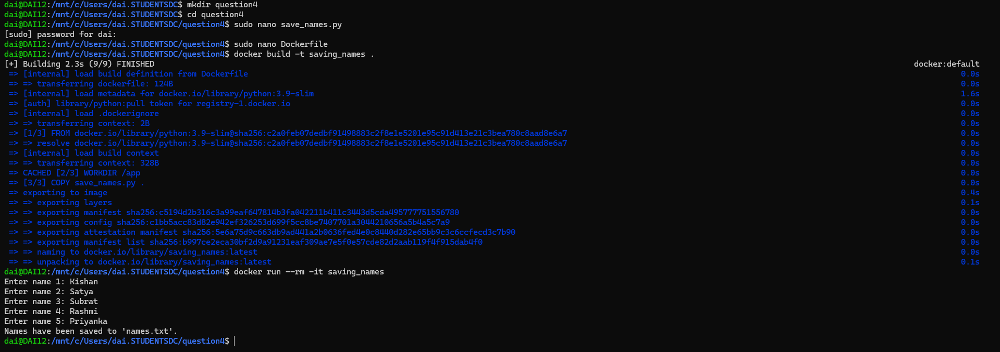 dai@DAI12:/mnt/c/Users/dai.STUDENTSDC$ mkdir question4
dai@DAI12:/mnt/c/Users/dai.STUDENTSDC$ cd question4
dai@DAI12:/mnt/c/Users/dai.STUDENTSDC/question4$ sudo nano save_names.py
[sudo] password for dai:
dai@DAI12:/mnt/c/Users/dai.STUDENTSDC/question4$ sudo nano Dockerfile
dai@DAI12:/mnt/c/Users/dai.STUDENTSDC/question4$ docker build -t saving_names .
[+] Building 2.3s (9/9) FINISHED docker:default
=> [internal] load build definition from Dockerfile 0.0s
=> => transferring dockerfile: 124B 0.0s
=> [internal] load metadata for docker.io/library/python:3.9-slim 1.6s
=> [auth] library/python:pull token for registry-1.docker.io 0.0s
=> [internal] load .dockerignore 0.0s
=> => transferring context: 2B 0.0s
=> [1/3] FROM docker.io/library/python:3.9-slim@sha256:c2a0feb07dedbf91498883c2f8e1e5201e95c91d413e21c3bea780c8aad8e6a7 0.0s
=> => resolve docker.io/library/python:3.9-slim@sha256:c2a0feb07dedbf91498883c2f8e1e5201e95c91d413e21c3bea780c8aad8e6a7 0.0s
=> [internal] load build context 0.0s
=> => transferring context: 328B 0.0s
=> CACHED [2/3] WORKDIR /app 0.0s
=> [3/3] COPY save_names.py . 0.0s
=> exporting to image 0.4s
=> => exporting layers 0.1s
=> => exporting manifest sha256:c5194d2b316c3a99eaf647814b3fa042211b411c3443d5cda495777751556780 0.0s
=> => exporting config sha256:c1bb5acc83d82e942ef326253d699f5cc8be7407701a3044210656a5b4a5c7a9 0.0s
=> => exporting attestation manifest sha256:5e6a75d9c663db9ad441a2b0636fed4e0c8440d282e65bb9c3c6ccfecd3c7b90 0.0s
=> => exporting manifest list sha256:b997ce2eca30bf2d9a91231eaf309ae7e5f0e57cde82d2aab119f4f915dab4f0 0.0s
=> => naming to docker.io/library/saving_names:latest 0.0s
=> => unpacking to docker.io/library/saving_names:latest 0.1s
dai@DAI12:/mnt/c/Users/dai.STUDENTSDC/question4$ docker run --rm -it saving_names
Enter name 1: Kishan
Enter name 2: Satya
Enter name 3: Subrat
Enter name 4: Rashmi
Enter name 5: Priyanka
Names have been saved to 'names.txt'.
dai@DAI12:/mnt/c/Users/dai.STUDENTSDC/question4$